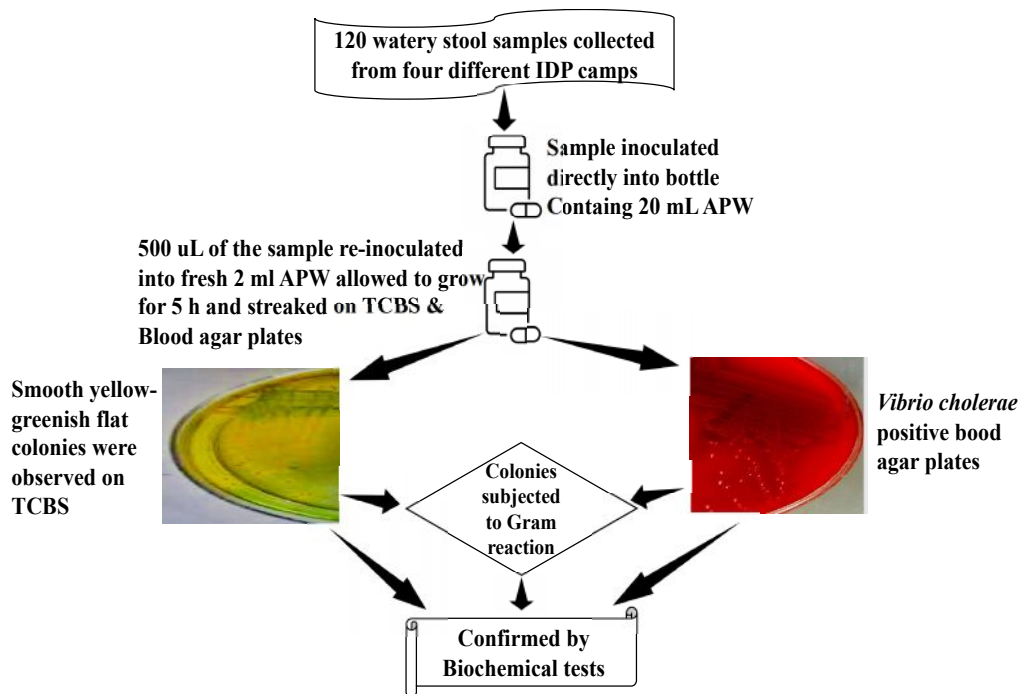 120 watery stool samples collected
from four different IDP camps
Sample inoculated
directly into bottle
Containg 20 mL APW
500 uL of the sample re-inoculated
into fresh 2 ml APW allowed to grow
for 5 h and streaked on TCBS &
Blood agar plates
Smooth yellow-
greenish flat
colonies were
observed on
TCBS
Vibrio cholerae
positive bood
agar plates
Colonies
subjected
to Gram
reaction
Confirmed by
Biochemical tests